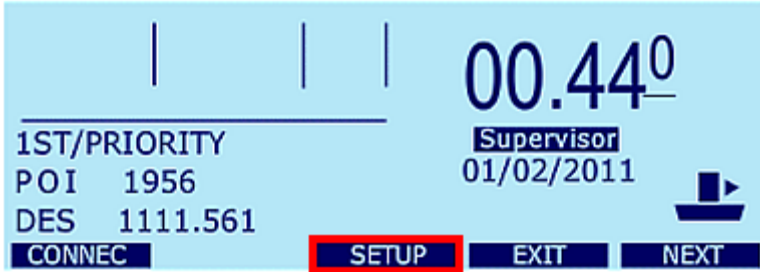 00.440
1ST/PRIORITY
Supervisor
POI 1956
01/02/2011
DES 1111.561
CONNEC SETUP EXIT NEXT